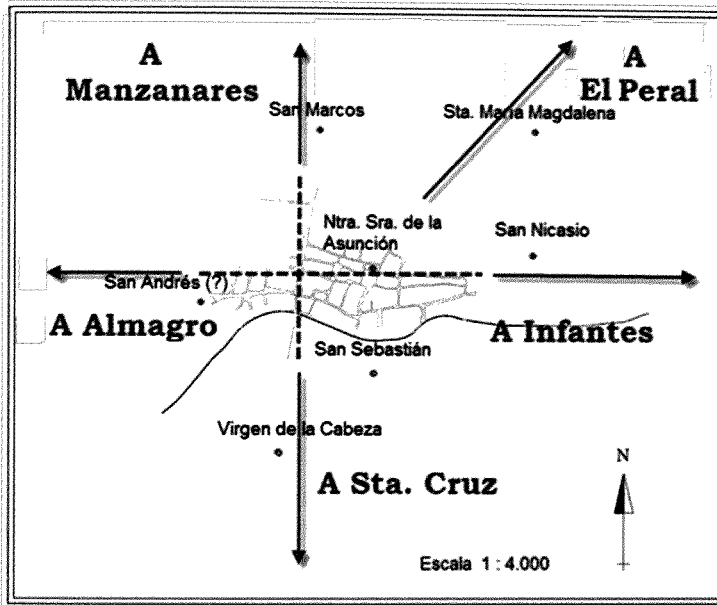 A
Manzanares
A
El Peral
San Marcos
Sta. Maria Magdalena
Ntra. Sra. de la
Asunción
San Nicasio
San Andrés (?)
A Almagro
A Infantes
San Sebastián
Virgen de la Cabeza
A Sta. Cruz
N
Escala 1 : 4.000